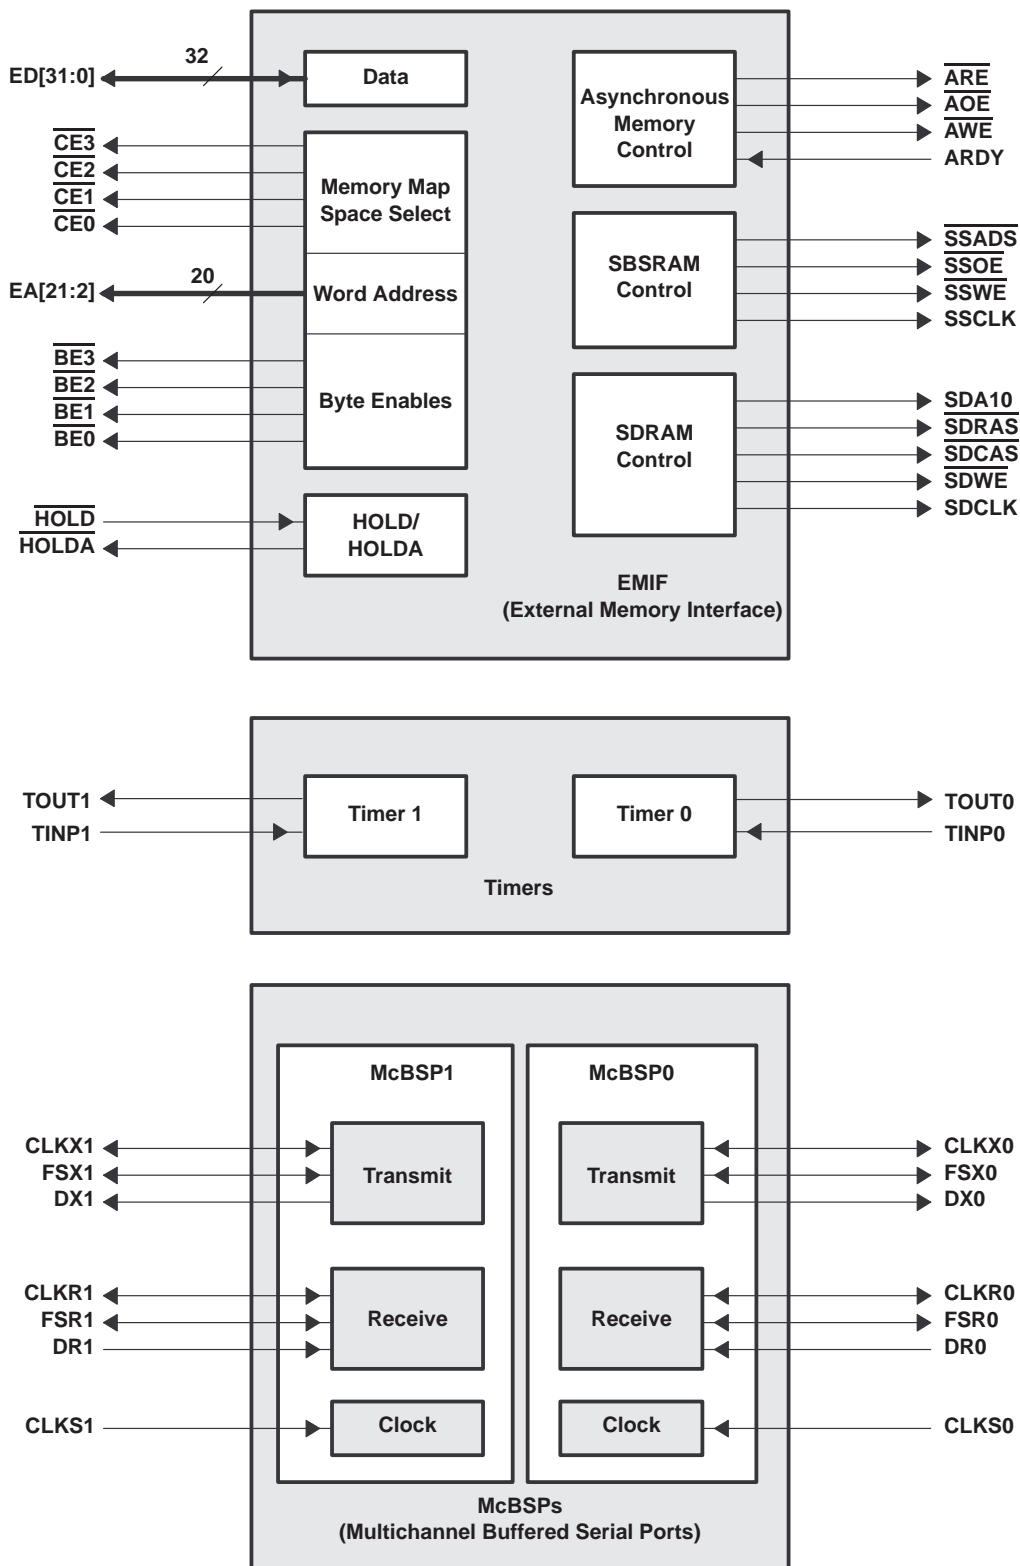 32
ED[31:0]
Data
CE3
CE2
CE1
CE0
Memory Map
Space Select
20
EA[21:2]
Word Address
BE3
BE2
BE1
BE0
Byte Enables
HOLD
HOLDA
HOLD/
HOLDA
Asynchronous
Memory
Control
ARE
AOE
AWE
ARDY
SBSRAM
Control
SSADS
SSOE
SSWE
SSCLK
SDRAM
Control
SDA10
SDRAS
SDCAS
SDWE
SDCLK
EMIF
(External Memory Interface)
TOUT1
TINP1
Timer 1
Timer 0
TOUT0
TINP0
Timers
McBSP1
McBSP0
CLKX1
FSX1
DX1
Transmit
Transmit
CLKX0
FSX0
DX0
CLKR1
FSR1
DR1
Receive
Receive
CLKR0
FSR0
DR0
CLKS1
Clock
Clock
CLKS0
McBSPs
(Multichannel Buffered Serial Ports)